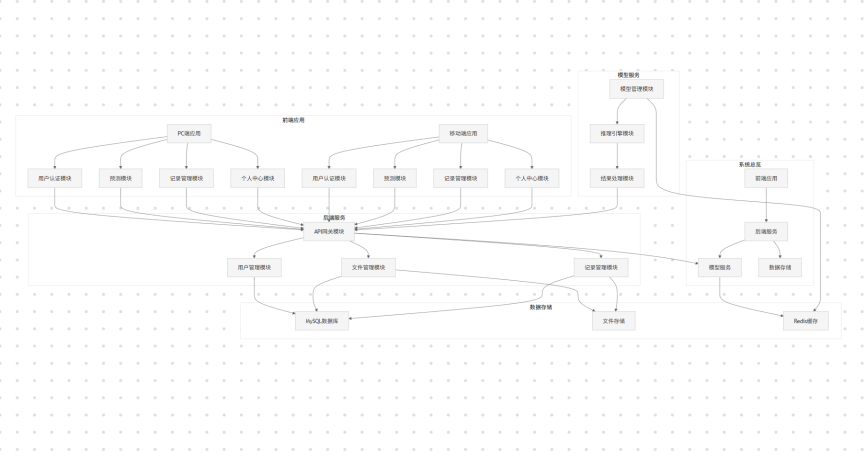 模型服务
模型管理模块
前端应用
PC端应用
移动端应用
推理引擎模块
系统总览
用户认证模块
预测模块
记录管理模块
个人中心模块
用户认证模块
预测模块
记录管理模块
个人中心模块
结果处理模块
前端应用
后端服务
API网关模块
后端服务
用户管理模块
文件管理模块
记录管理模块
模型服务
数据存储
数据存储
MySQL数据库
文件存储
Redis缓存